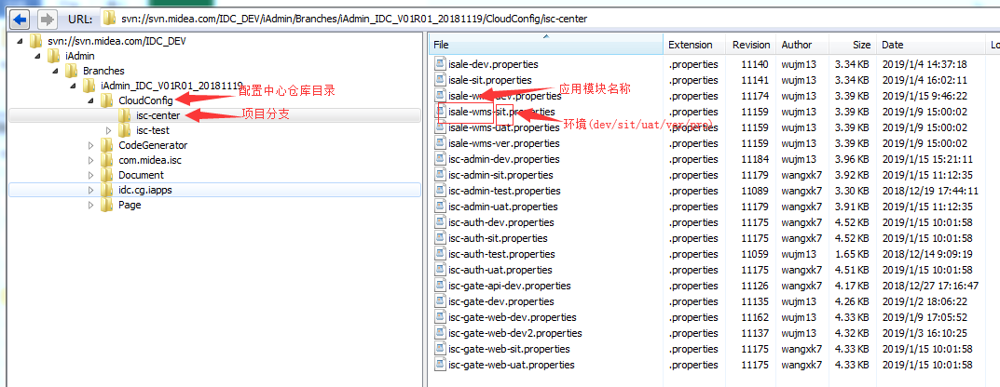 URL: svn://svn.midea.com/IDC_DEV/iAdmin/Branches/iAdmin_IDC_V01R01_20181119/CloudConfig/isc-center
svn://svn.midea.com/IDC_DEV
iAdmin
Branches
iAdmin_IDC_V01R01_20181119
CloudConfig 配置中心仓库目录
isc-center 项目分支
isc-test
CodeGenerator
com.midea.isc
Document
idc.cg.iapps
Page
File Extension Revision Author Size Date Lo
isale-dev.properties .properties 11140 wujm13 3.34 KB 2019/1/4 14:37:18
isale-sit.properties .properties 11141 wujm13 3.34 KB 2019/1/4 16:02:11
应用模块名称
isale-wms-dev.properties .properties 11174 wujm13 3.39 KB 2019/1/15 9:46:22
isale-wms-sit.properties .properties 11159 wujm13 3.39 KB 2019/1/9 15:00:02
环境(dev/sit/uat/ver/pro)
isale-wms-uat.properties .properties 11159 wujm13 3.39 KB 2019/1/9 15:00:02
isale-wms-ver.properties .properties 11159 wujm13 3.39 KB 2019/1/9 15:00:02
isc-admin-dev.properties .properties 11184 wujm13 3.96 KB 2019/1/15 15:21:11
isc-admin-sit.properties .properties 11179 wangxk7 3.92 KB 2019/1/15 11:12:35
isc-admin-test.properties .properties 11089 wangxk7 3.30 KB 2018/12/19 17:44:11
isc-admin-uat.properties .properties 11179 wangxk7 3.91 KB 2019/1/15 11:12:35
isc-auth-dev.properties .properties 11175 wangxk7 4.52 KB 2019/1/15 10:01:58
isc-auth-sit.properties .properties 11175 wangxk7 4.52 KB 2019/1/15 10:01:58
isc-auth-test.properties .properties 11059 wujm13 1.65 KB 2018/12/14 9:09:19
isc-auth-uat.properties .properties 11175 wangxk7 4.51 KB 2019/1/15 10:01:58
isc-gate-api-dev.properties .properties 11126 wangxk7 4.17 KB 2018/12/27 17:16:47
isc-gate-dev.properties .properties 11135 wujm13 4.26 KB 2019/1/2 18:06:22
isc-gate-web-dev.properties .properties 11162 wujm13 4.33 KB 2019/1/9 17:05:52
isc-gate-web-dev2.properties .properties 11137 wujm13 4.32 KB 2019/1/3 16:10:25
isc-gate-web-sit.properties .properties 11175 wangxk7 4.33 KB 2019/1/15 10:01:58
isc-gate-web-uat.properties .properties 11175 wangxk7 4.33 KB 2019/1/15 10:01:58